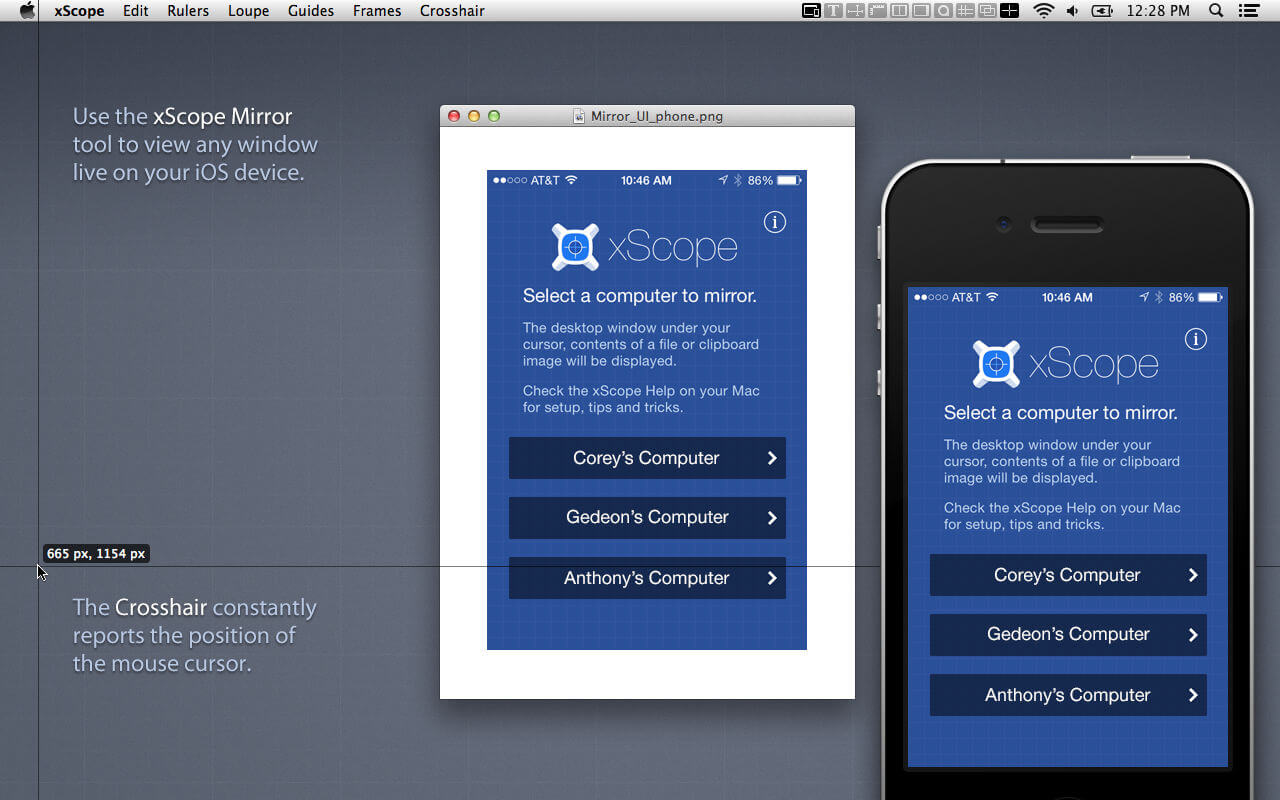 xScope Edit Rulers Loupe Guides Frames Crosshair 12:28 PM
Use the xScope Mirror
tool to view any window
live on your iOS device.
Mirror_UI_phone.png
AT&T 10:46 AM 86%
xScope
Select a computer to mirror.
The desktop window under your
cursor, contents of a file or clipboard
image will be displayed.
Check the xScope Help on your Mac
for setup, tips and tricks.
Corey's Computer
Gedeon's Computer
Anthony's Computer
AT&T 10:46 AM 86%
xScope
Select a computer to mirror.
The desktop window under your
cursor, contents of a file or clipboard
image will be displayed.
Check the xScope Help on your Mac
for setup, tips and tricks.
Corey's Computer
Gedeon's Computer
Anthony's Computer
665 px, 1154 px
The Crosshair constantly
reports the position of
the mouse cursor.